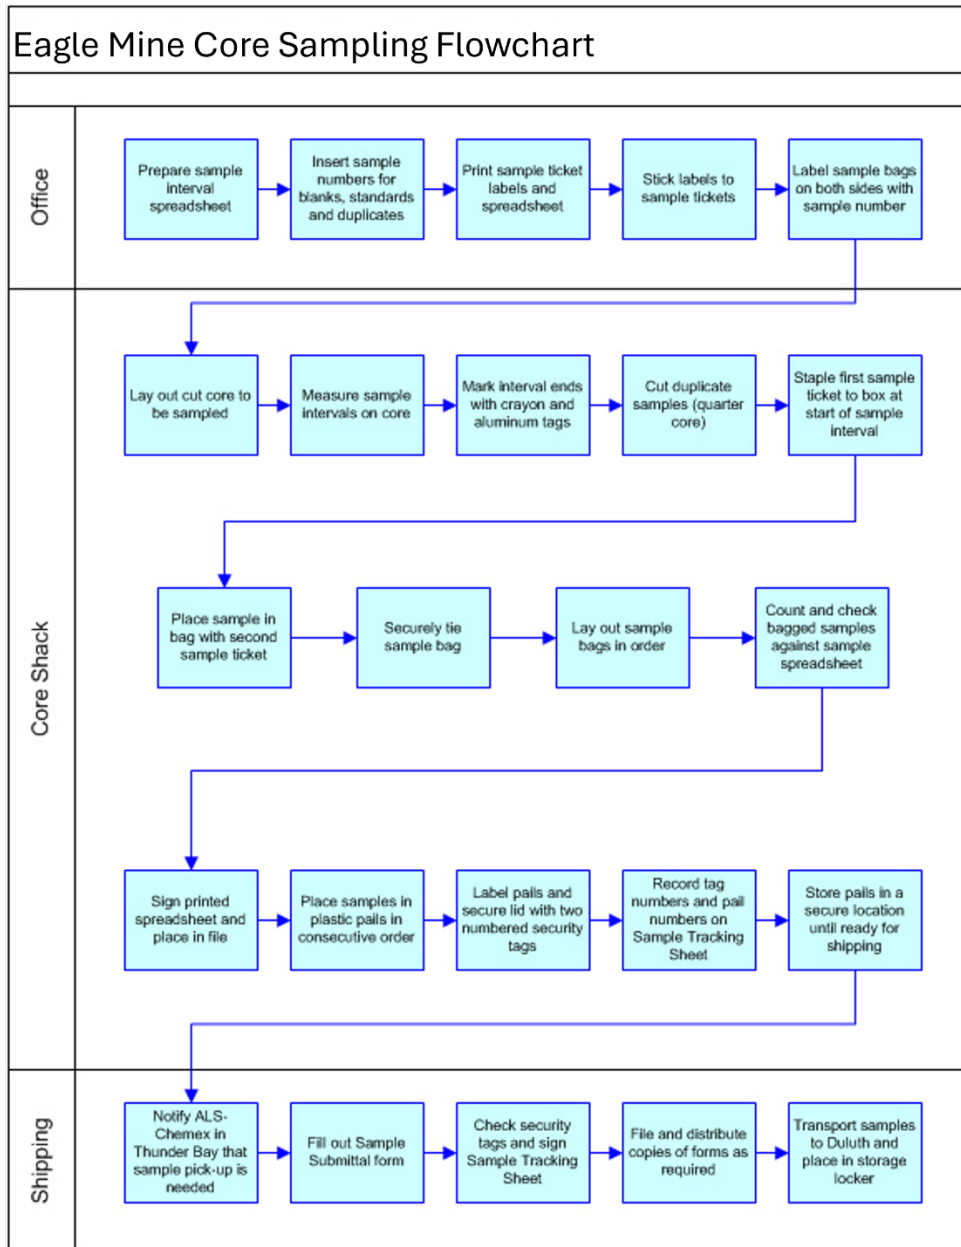 Eagle Mine Core Sampling Flowchart
Office
Prepare sample
interval
spreadsheet
Insert sample
numbers for
blanks, standards
and duplicates
Print sample ticket
labels and
spreadsheet
Stick labels to
sample tickets
Label sample bags
on both sides with
sample number
Core Shack
Lay out cut core to
be sampled
Measure sample
intervals on core
Mark interval ends
with crayon and
aluminum tags
Cut duplicate
samples (quarter
core)
Staple first sample
ticket to box at
start of sample
interval
Place sample in
bag with second
sample ticket
Securely tie
sample bag
Lay out sample
bags in order
Count and check
bagged samples
against sample
spreadsheet
Sign printed
spreadsheet and
place in file
Place samples in
plastic pails in
consecutive order
Label pails and
secure lid with two
numbered security
tags
Record tag
numbers and pail
numbers on
Sample Tracking
Sheet
Store pails in a
secure location
until ready for
shipping
Shipping
Notify ALS-
Chemex in
Thunder Bay that
sample pick-up is
needed
Fill out Sample
Submittal form
Check security
tags and sign
Sample Tracking
Sheet
File and distribute
copies of forms as
required
Transport samples
to Duluth and
place in storage
locker